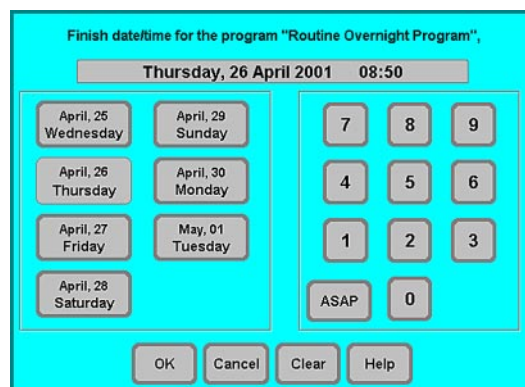 Finish date/time for the program "Routine Overnight Program",
Thursday, 26 April 2001 08:50
April, 25
Wednesday
April, 26
Thursday
April, 27
Friday
April, 28
Saturday
April, 29
Sunday
April, 30
Monday
May, 01
Tuesday
7 8 9
4 5 6
1 2 3
ASAP 0
OK Cancel Clear Help